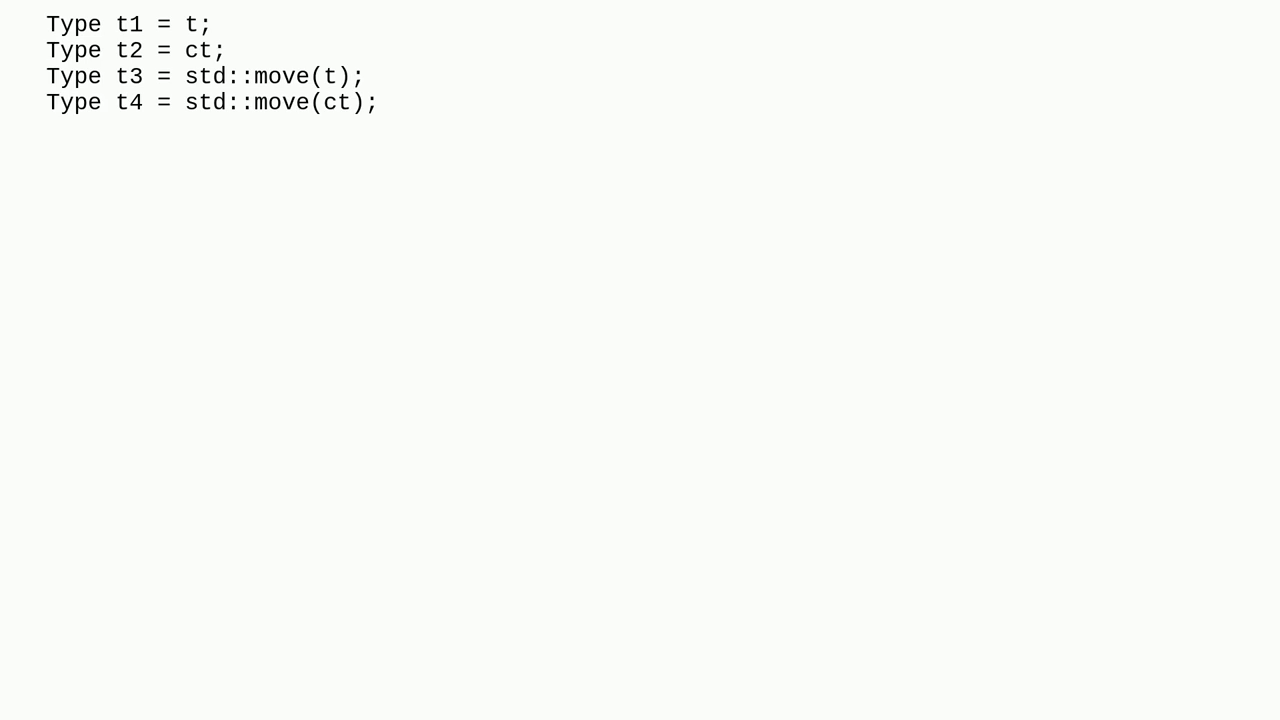 Type t1 = t;
Type t2 = ct;
Type t3 = std::move(t);
Type t4 = std::move(ct);